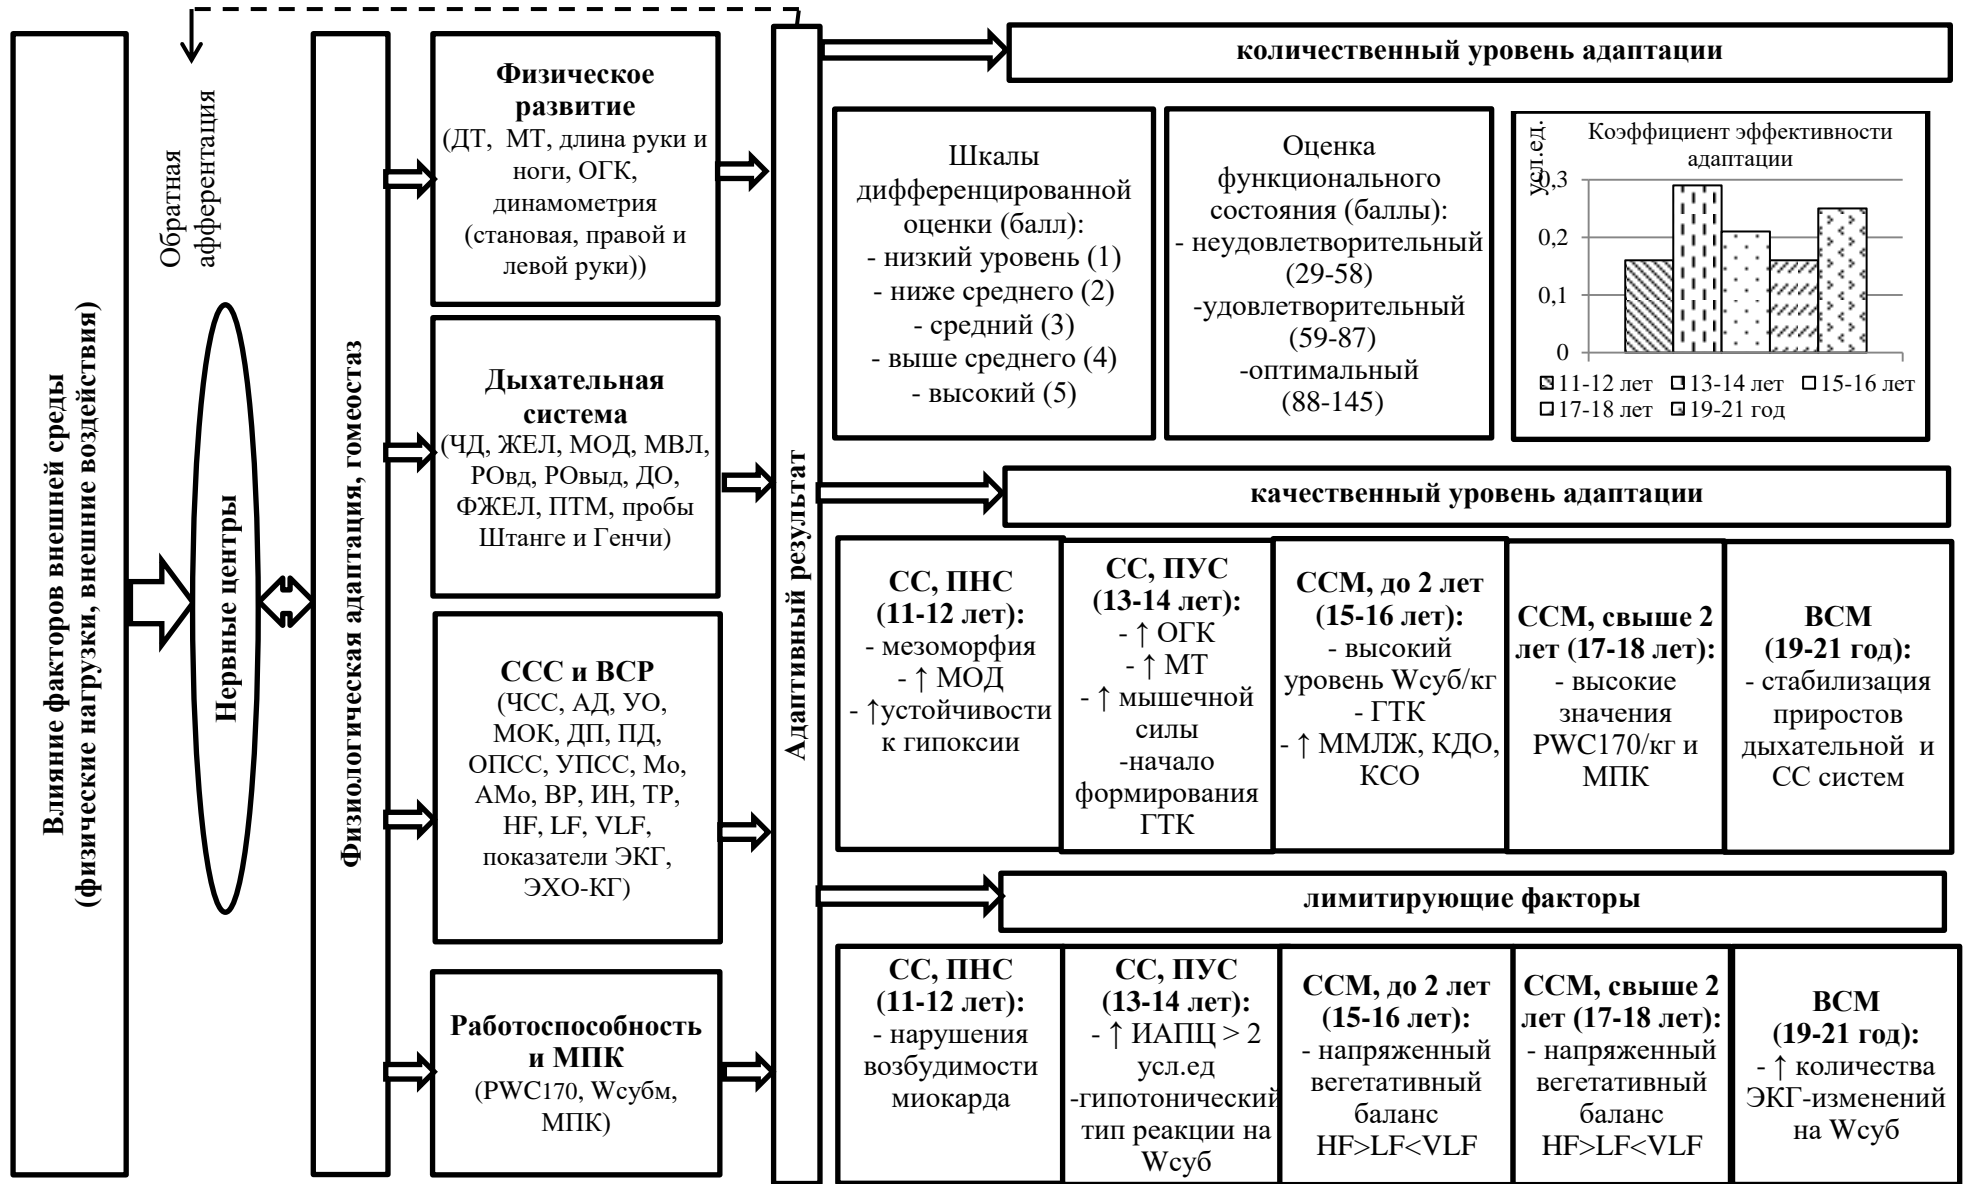 Влияние факторов внешней среды
(физические нагрузки, внешние воздействия)
Обратная
афферентация
Нервные центры
Физиологическая адаптация, гомеостаз
Физическое
развитие
(ДТ, МТ, длина руки и
ноги, ОГК,
динамометрия
(становая, правой и
левой руки))
Дыхательная
система
(ЧД, ЖЕЛ, МОД, МВЛ,
РОвд, РОвыд, ДО,
ФЖЕЛ, ПТМ, пробы
Штанге и Генчи)
ССС и ВСР
(ЧСС, АД, УО,
МОК, ДП, ПД,
ОПСС, УПСС, Мо,
АМо, ВР, ИН, ТР,
HF, LF, VLF,
показатели ЭКГ,
ЭХО-КГ)
Работоспособность
и МПК
(PWC170, Wсубм,
МПК)
Адаптивный результат
количественный уровень адаптации
Шкалы
дифференцированной
оценки (балл):
- низкий уровень (1)
- ниже среднего (2)
- средний (3)
- выше среднего (4)
- высокий (5)
Оценка
функционального
состояния (баллы):
- неудовлетворительный
(29-58)
-удовлетворительный
(59-87)
-оптимальный
(88-145)
Коэффициент эффективности
адаптации
усл.ед.
0,3
0,2
0,1
0
11-12 лет 13-14 лет 15-16 лет
17-18 лет 19-21 год
качественный уровень адаптации
СС, ПНС
(11-12 лет):
- мезоморфия
- ↑ МОД
- ↑устойчивости
к гипоксии
СС, ПУС
(13-14 лет):
- ↑ ОГК
- ↑ МТ
- ↑ мышечной
силы
-начало
формирования
ГТК
ССМ, до 2 лет
(15-16 лет):
- высокий
уровень Wсуб/кг
- ГТК
- ↑ ММЛЖ, КДО,
КСО
ССМ, свыше 2
лет (17-18 лет):
- высокие
значения
PWC170/кг и
МПК
ВСМ
(19-21 год):
- стабилизация
приростов
дыхательной и
СС систем
лимитирующие факторы
СС, ПНС
(11-12 лет):
- нарушения
возбудимости
миокарда
СС, ПУС
(13-14 лет):
- ↑ ИАПЦ > 2
усл.ед
-гипотонический
тип реакции на
Wсуб
ССМ, до 2 лет
(15-16 лет):
- напряженный
вегетативный
баланс
HF>LF<VLF
ССМ, свыше 2
лет (17-18 лет):
- напряженный
вегетативный
баланс
HF>LF<VLF
ВСМ
(19-21 год):
- ↑ количества
ЭКГ-изменений
на Wсуб